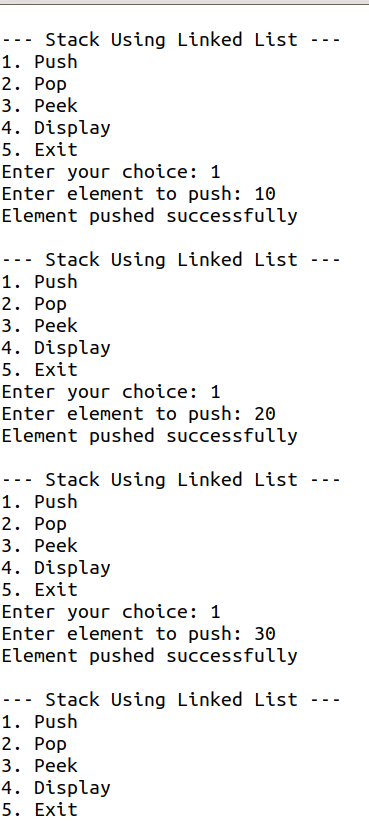 --- Stack Using Linked List ---
1. Push
2. Pop
3. Peek
4. Display
5. Exit
Enter your choice: 1
Enter element to push: 10
Element pushed successfully
--- Stack Using Linked List ---
1. Push
2. Pop
3. Peek
4. Display
5. Exit
Enter your choice: 1
Enter element to push: 20
Element pushed successfully
--- Stack Using Linked List ---
1. Push
2. Pop
3. Peek
4. Display
5. Exit
Enter your choice: 1
Enter element to push: 30
Element pushed successfully
--- Stack Using Linked List ---
1. Push
2. Pop
3. Peek
4. Display
5. Exit